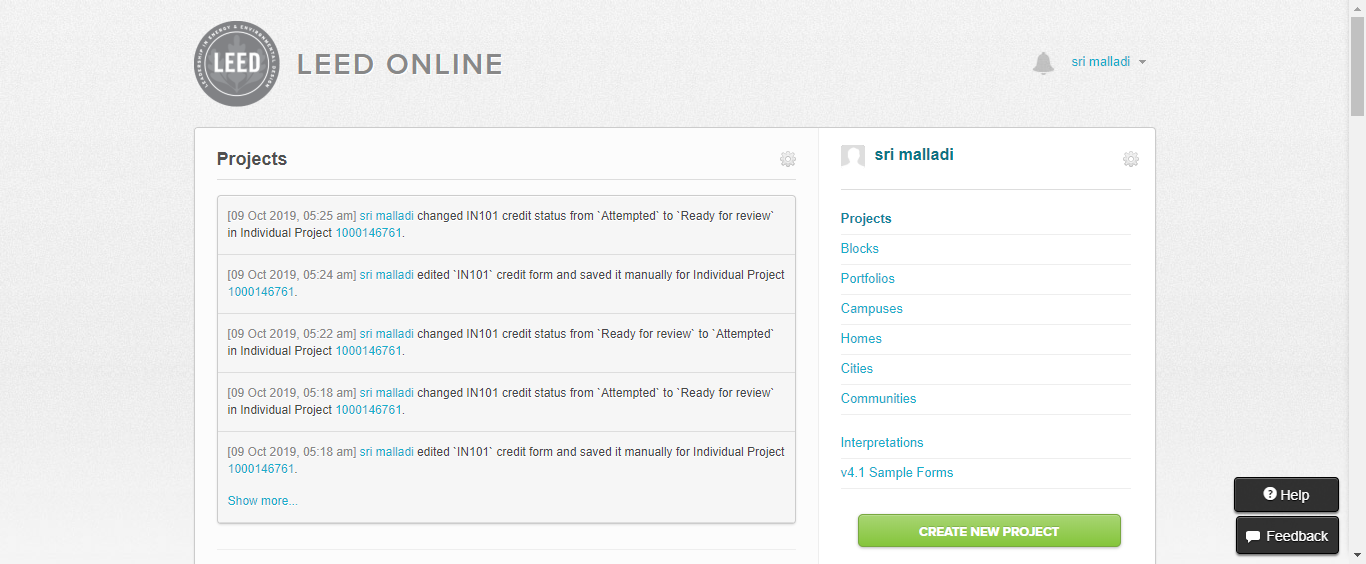 LEADERSHIP IN ENERGY & ENVIRONMENTAL DESIGN
LEED
LEED ONLINE
sri malladi
Projects
[09 Oct 2019, 05:25 am] sri malladi changed IN101 credit status from `Attempted` to `Ready for review`
in Individual Project 1000146761.
[09 Oct 2019, 05:24 am] sri malladi edited `IN101` credit form and saved it manually for Individual Project
1000146761.
[09 Oct 2019, 05:22 am] sri malladi changed IN101 credit status from `Ready for review` to `Attempted`
in Individual Project 1000146761.
[09 Oct 2019, 05:18 am] sri malladi changed IN101 credit status from `Attempted` to `Ready for review`
in Individual Project 1000146761.
[09 Oct 2019, 05:18 am] sri malladi edited `IN101` credit form and saved it manually for Individual Project
1000146761.
Show more...
sri malladi
Projects
Blocks
Portfolios
Campuses
Homes
Cities
Communities
Interpretations
v4.1 Sample Forms
CREATE NEW PROJECT
Help
Feedback